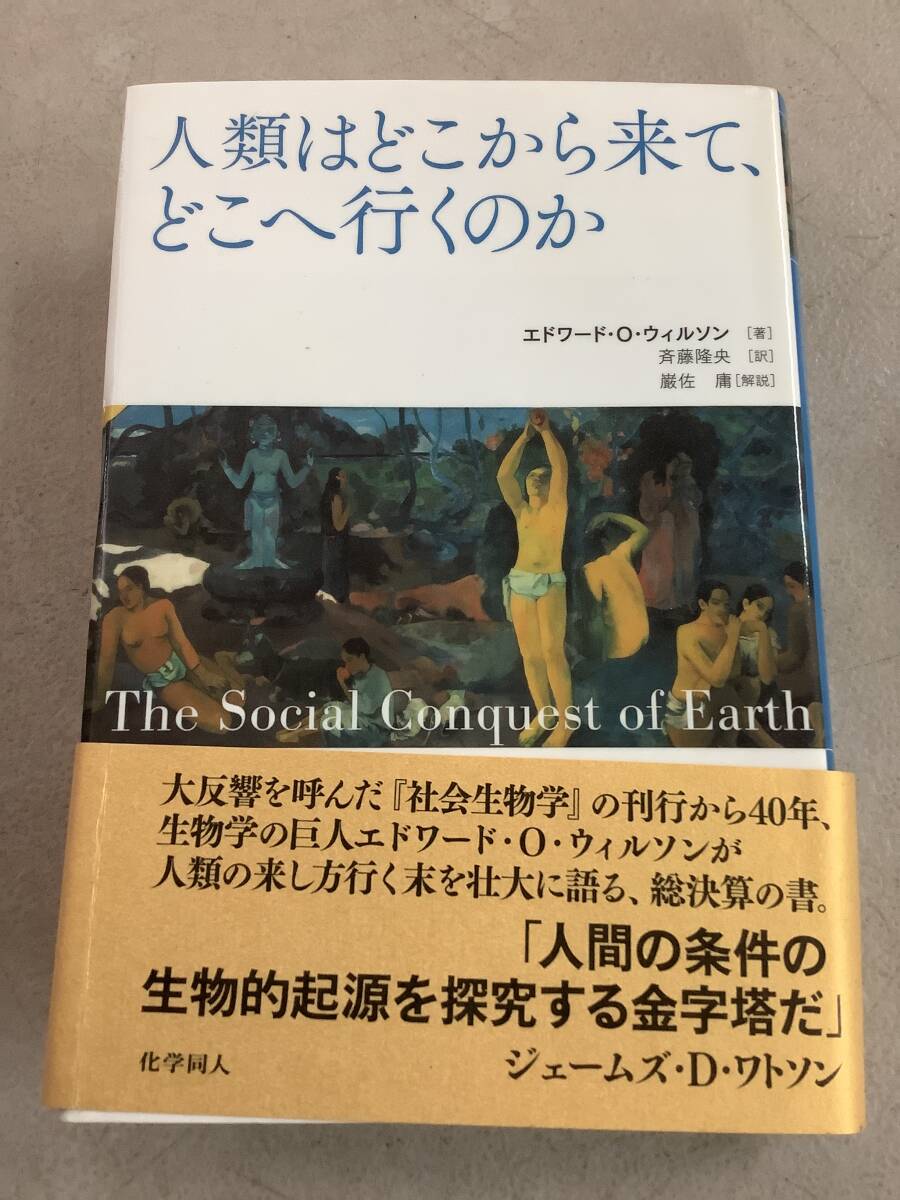 人類はどこから来て、
どこへ行くのか
エドワード・O・ウィルソン [著]
斉藤隆央 [訳]
巌佐 庸[解説]
The Social Conquest of Earth
大反響を呼んだ『社会生物学』の刊行から40年、
生物学の巨人エドワード・O・ウィルソンが
人類の来し方行く末を壮大に語る、総決算の書。
「人間の条件の
生物的起源を探究する金字塔だ」
化学同人 ジェームズ・D・ワトソン